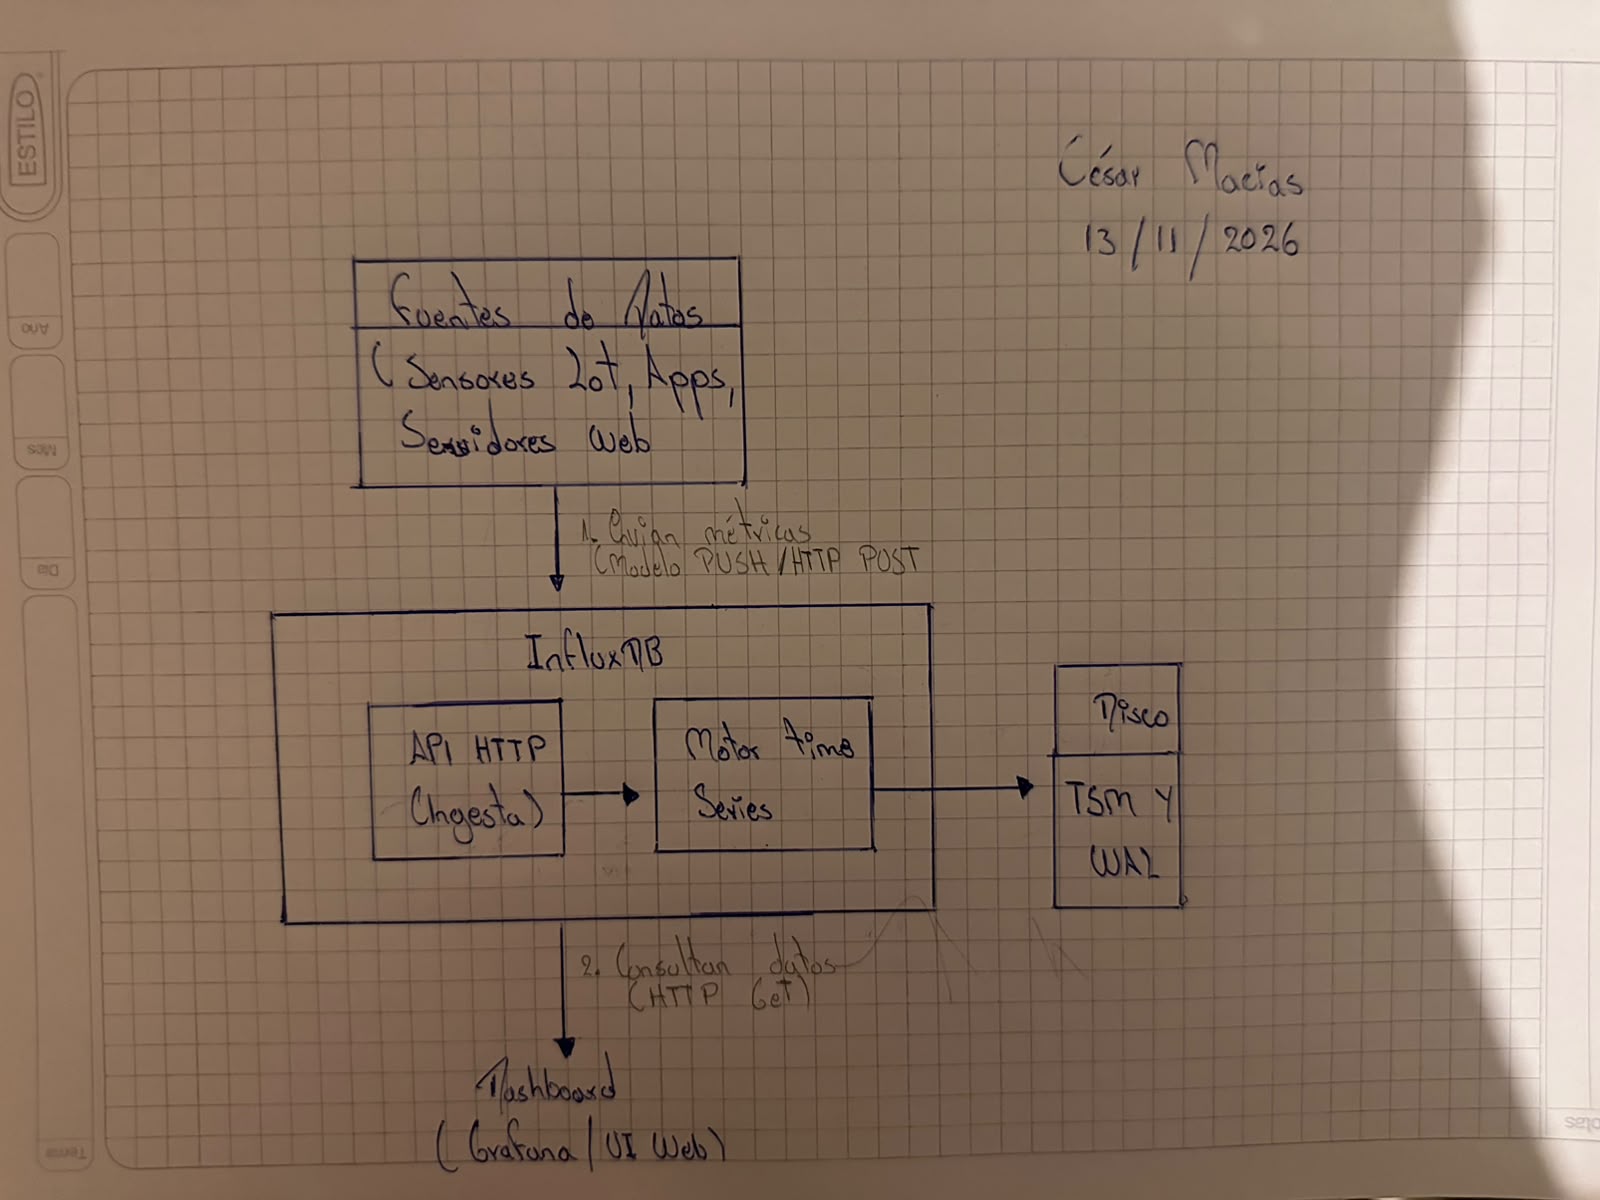 ESTILO
Año
Mes
Día
Tema
César Macías
13/11/2026
Fuentes de Datos
(Sensores Iot, Apps,
Servidores web
1. Envian métricas
(Modelo PUSH/HTTP POST
InfluxDB
API HTTP
(Ingesta)
Motor time
Series
Disco
TSM Y
WAL
2. Consultan datos
(HTTP Get)
Dashboard
(Grafana/UI Web)